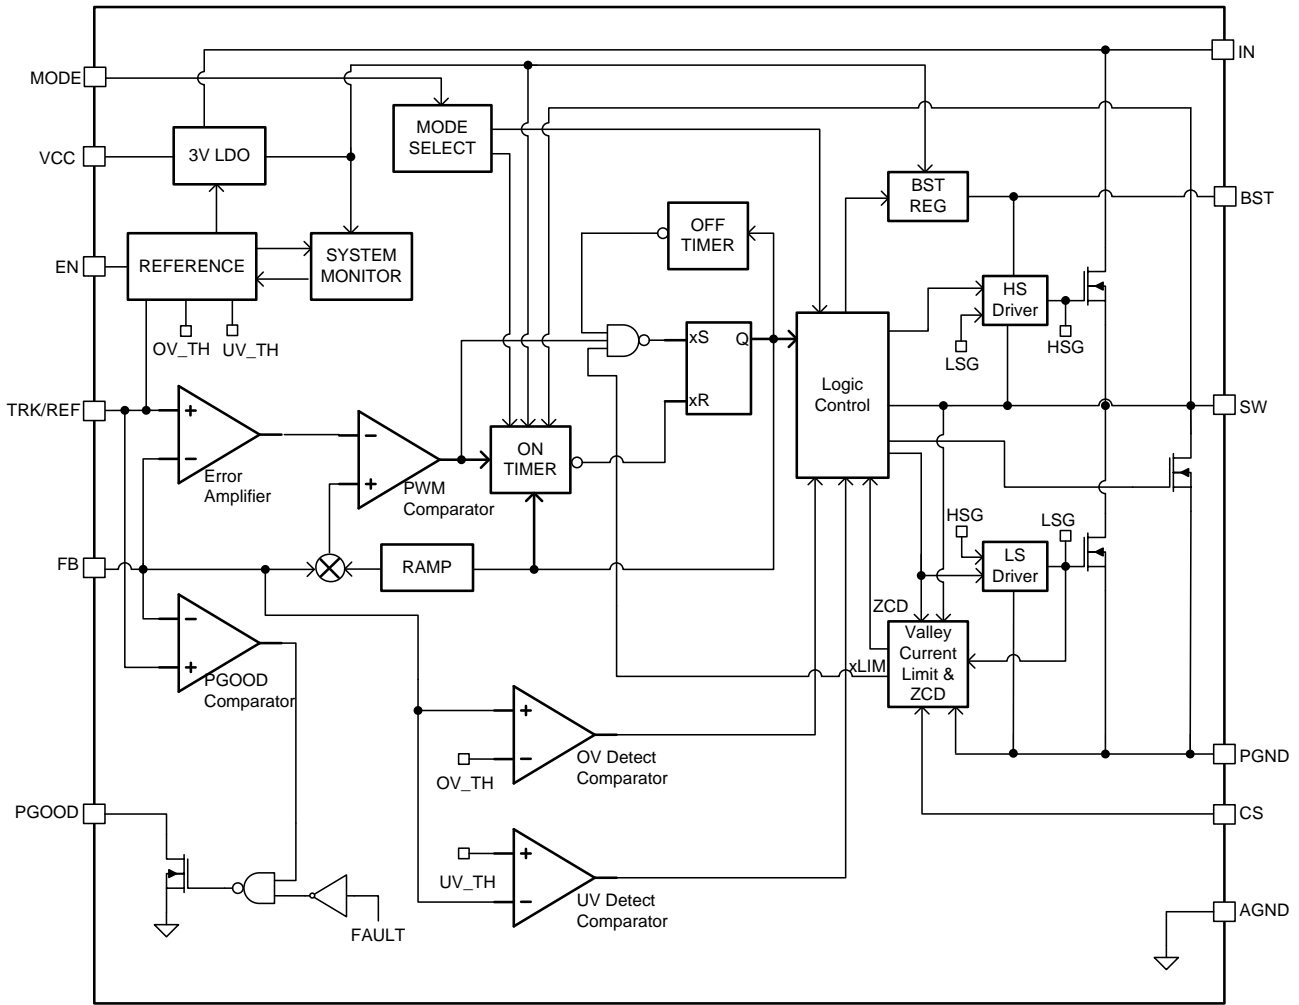 IN
MODE
MODE
SELECT
VCC
3V LDO
BST
REG
BST
OFF
TIMER
EN
REFERENCE
SYSTEM
MONITOR
HS
Driver
OV_TH
UV_TH
LSG
HSG
xS
Q
xR
Logic
Control
TRK/REF
+
−
Error
Amplifier
−
+
PWM
Comparator
ON
TIMER
SW
HSG
LSG
LS
Driver
FB
RAMP
ZCD
xLIM
Valley
Current
Limit &
ZCD
−
+
PGOOD
Comparator
+
−
OV_TH
OV Detect
Comparator
PGND
PGOOD
CS
+
−
UV_TH
UV Detect
Comparator
FAULT
AGND